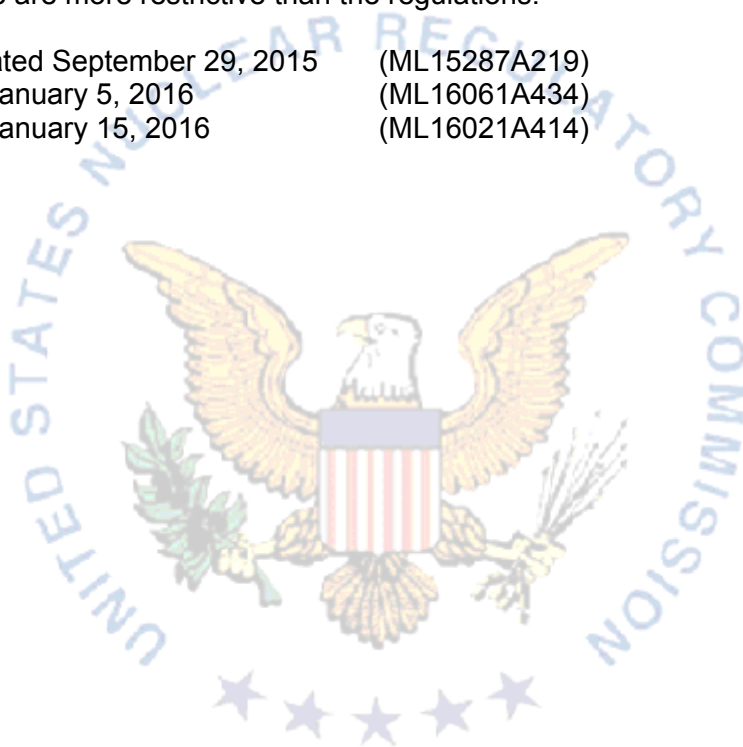 are more restrictive than the regulations.
ated September 29, 2015 (ML15287A219)
anuary 5, 2016 (ML16061A434)
anuary 15, 2016 (ML16021A414)
UNITED STATES NUCLEAR REGULATORY COMMISSION